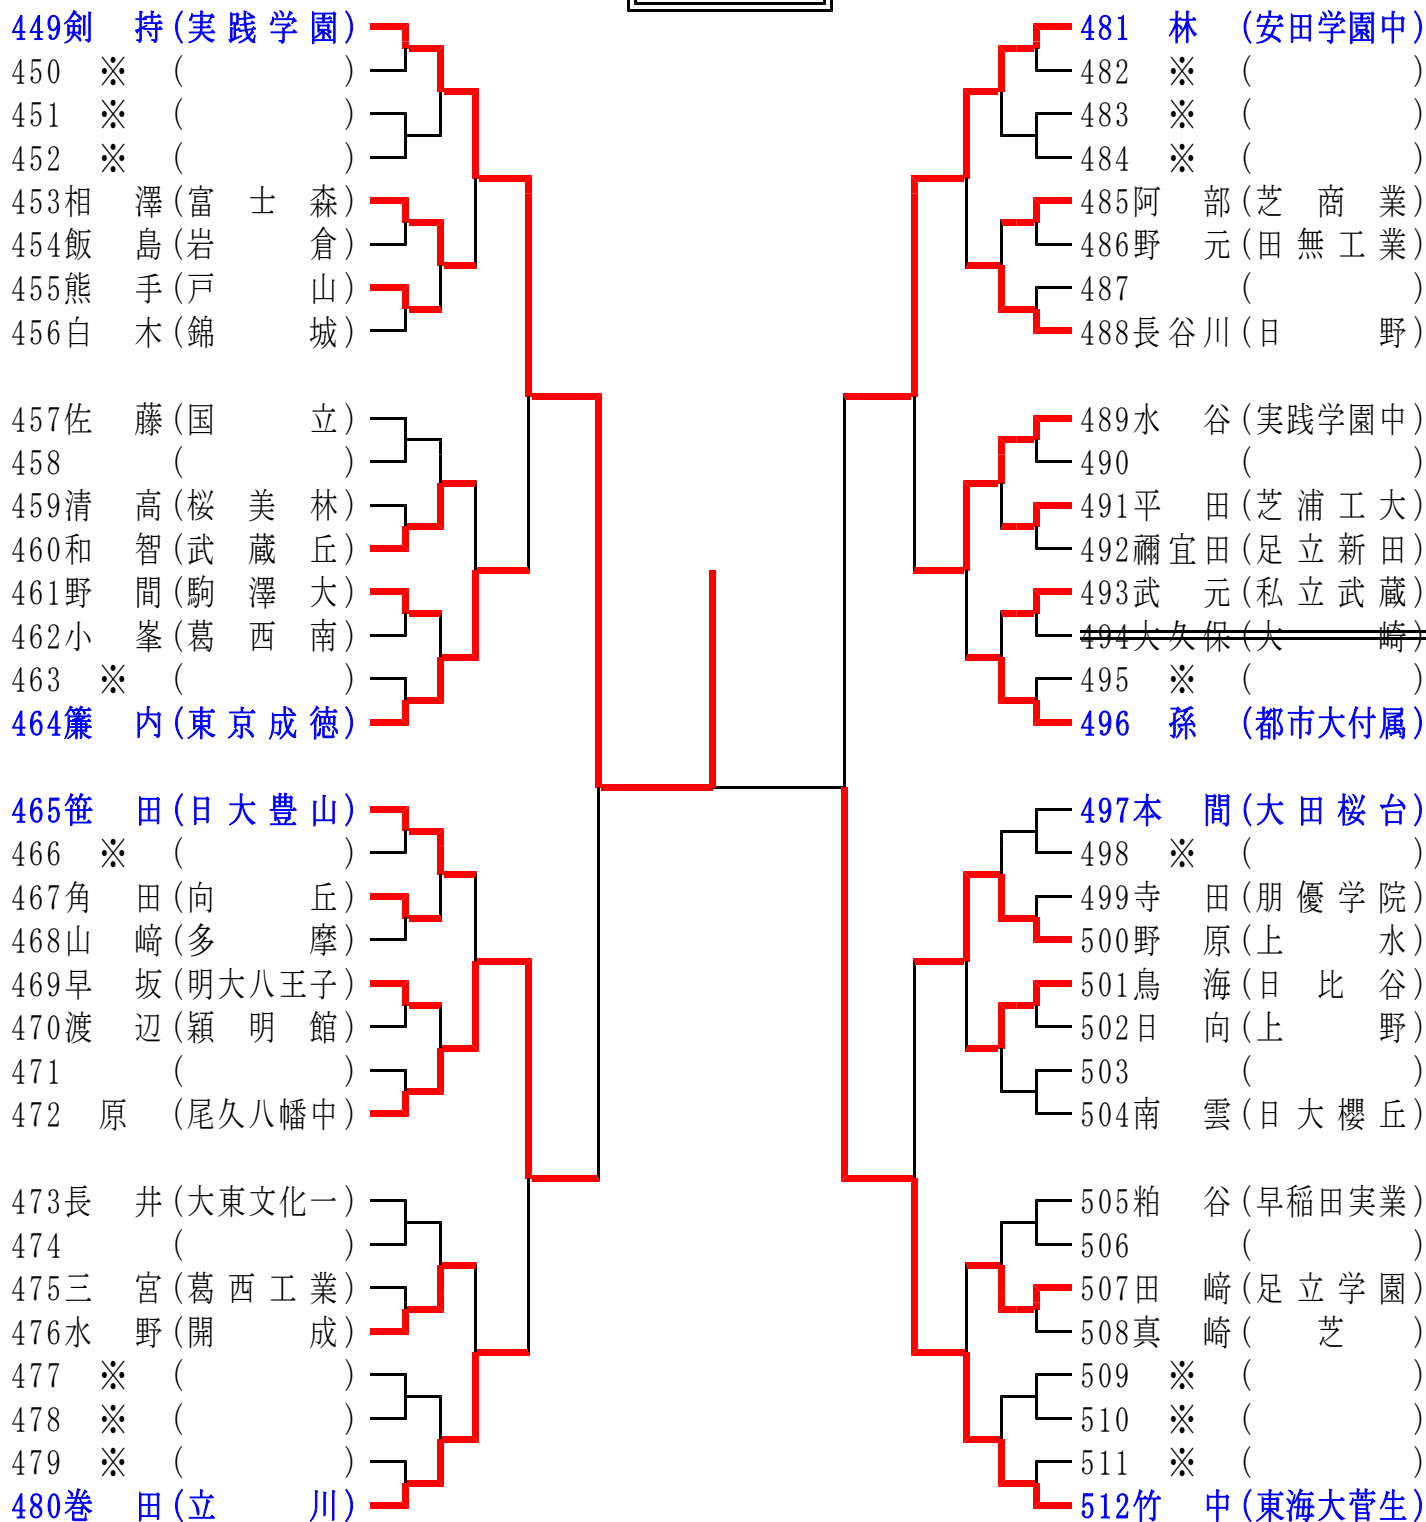 449剣 持(実践学園)
450 ※ ( )
451 ※ ( )
452 ※ ( )
453相 澤(富士森)
454飯 島(岩倉)
455熊 手(戸山)
456白 木(錦城)
457佐 藤(国立)
458 ( )
459清 高(桜美林)
460和 智(武蔵丘)
461野 間(駒澤大)
462小 峯(葛西南)
463 ※ ( )
464簾 内(東京成徳)
465笹 田(日大豊山)
466 ※ ( )
467角 田(向丘)
468山 﨑(多摩)
469早 坂(明大八王子)
470渡 辺(穎明館)
471 ( )
472 原 (尾久八幡中)
473長 井(大東文化一)
474 ( )
475三 宮(葛西工業)
476水 野(開成)
477 ※ ( )
478 ※ ( )
479 ※ ( )
480巻 田(立川)
481 林 (安田学園中)
482 ※ ( )
483 ※ ( )
484 ※ ( )
485阿 部(芝商業)
486野 元(田無工業)
487 ( )
488長谷川(日野)
489水 谷(実践学園中)
490 ( )
491平 田(芝浦工大)
492禰宜田(足立新田)
493武 元(私立武蔵)
494大久保(大崎)
495 ※ ( )
496 孫 (都市大付属)
497本 間(大田桜台)
498 ※ ( )
499寺 田(朋優学院)
500野 原(上水)
501鳥 海(日比谷)
502日 向(上野)
503 ( )
504南 雲(日大櫻丘)
505粕 谷(早稲田実業)
506 ( )
507田 﨑(足立学園)
508真 崎(芝)
509 ※ ( )
510 ※ ( )
511 ※ ( )
512竹 中(東海大菅生)